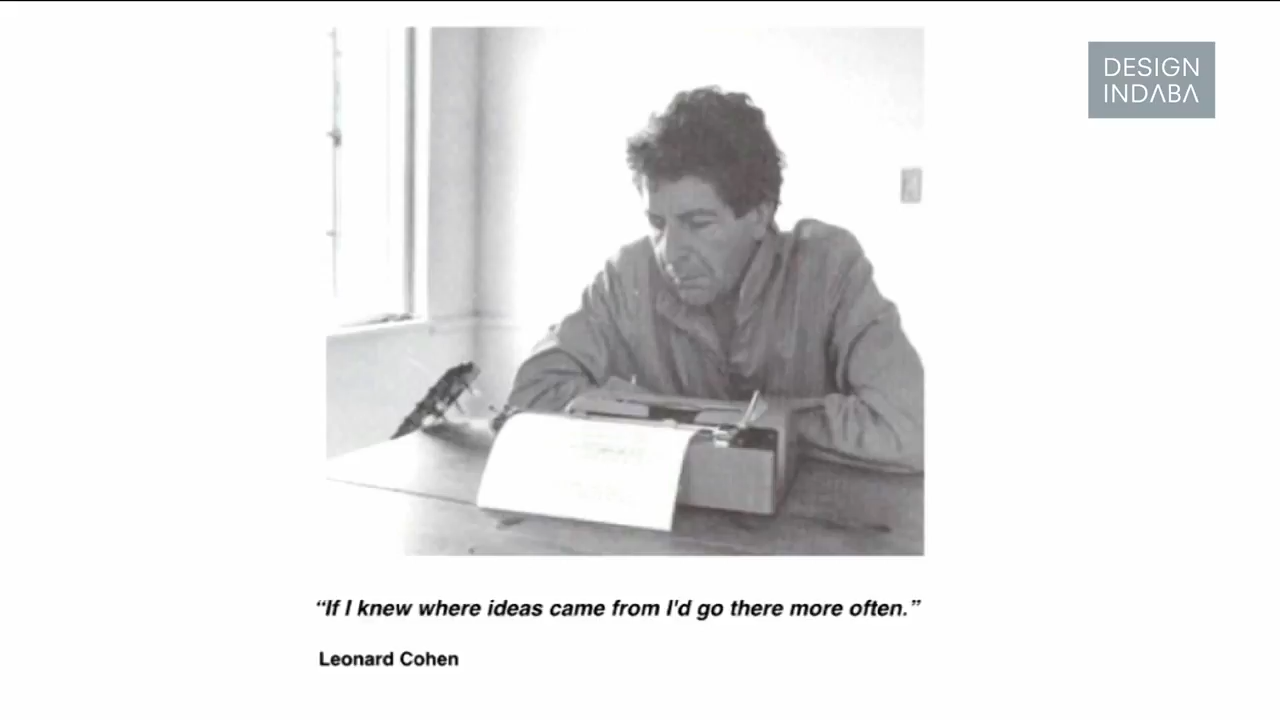 DESIGN
INDABA
“If I knew where ideas came from I'd go there more often.”
Leonard Cohen